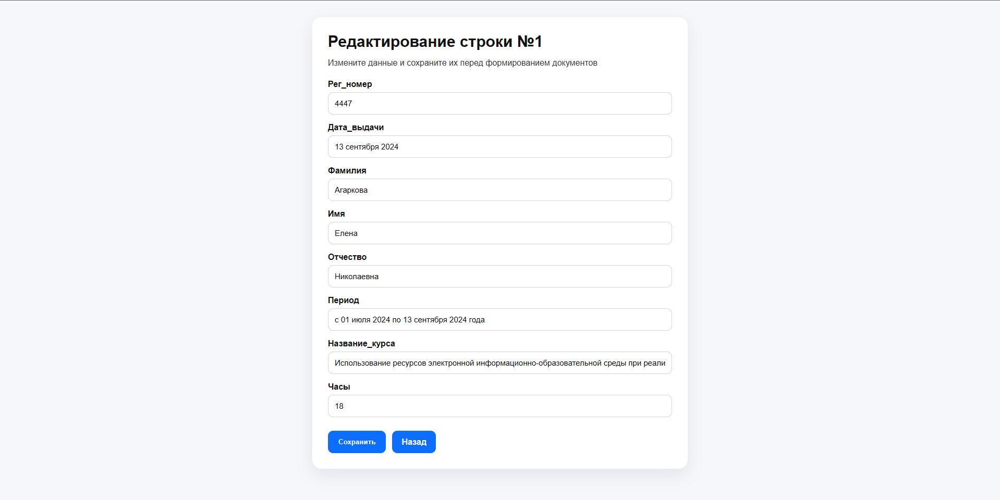 Редактирование строки №1
Измените данные и сохраните их перед формированием документов
Рег_номер
4447
Дата_выдачи
13 сентября 2024
Фамилия
Агаркова
Имя
Елена
Отчество
Николаевна
Период
с 01 июля 2024 по 13 сентября 2024 года
Название_курса
Использование ресурсов электронной информационно-образовательной среды при реали
Часы
18
Сохранить Назад